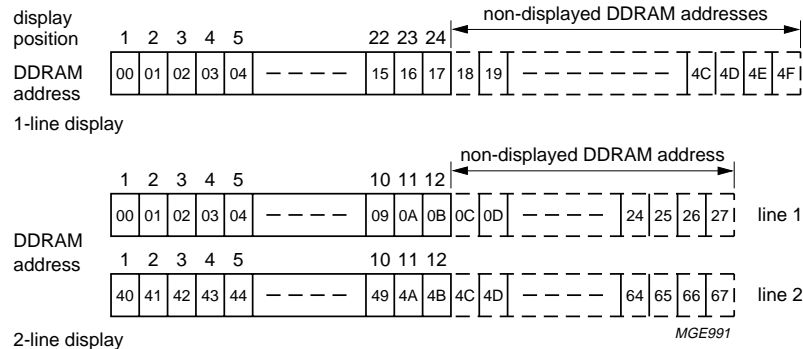 display position
non-displayed DDRAM addresses
1 2 3 4 5 22 23 24
DDRAM address
00 01 02 03 04 15 16 17 18 19 4C 4D 4E 4F
1-line display
non-displayed DDRAM address
1 2 3 4 5 10 11 12
00 01 02 03 04 09 0A 0B 0C 0D 24 25 26 27 line 1
DDRAM address
1 2 3 4 5 10 11 12
40 41 42 43 44 49 4A 4B 4C 4D 64 65 66 67 line 2
MGE991
2-line display